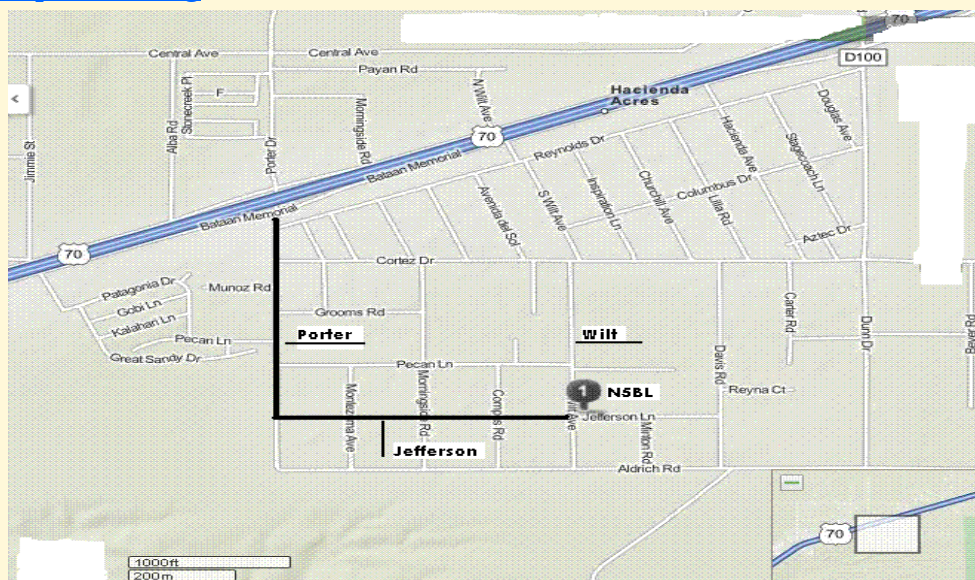 70
Central Ave
Central Ave
D100
Payan Rd
Hacienda
Acres
N Wilt Ave
F
Stonecreek Pl
Alba Rd
Jimmie St
Porter Dr
Morningside Rd
70
Bataan Memorial
Reynolds Dr
Douglas Ave
Stagecoach Ln
Hacienda Ave
Columbus Dr
Lilla Rd
Churchill Ave
Inspiration Ln
S Wilt Ave
Avenida del Sol
Bataan Memorial
Aztec Dr
70
Cortez Dr
Patagonia Dr
Munoz Rd
Gobi Ln
Kalahari Ln
Grooms Rd
Carter Rd
Dunn Dr
Porter
Wilt
Pecan Ln
Great Sandy Dr
Pecan Ln
Davis Rd
Reyna Ct
1
N5BL
Montezuma Ave
Morningside Rd
Compas Rd
Jefferson Ln
Minton Rd
Jefferson
Aldrich Rd
70
1000ft
200m